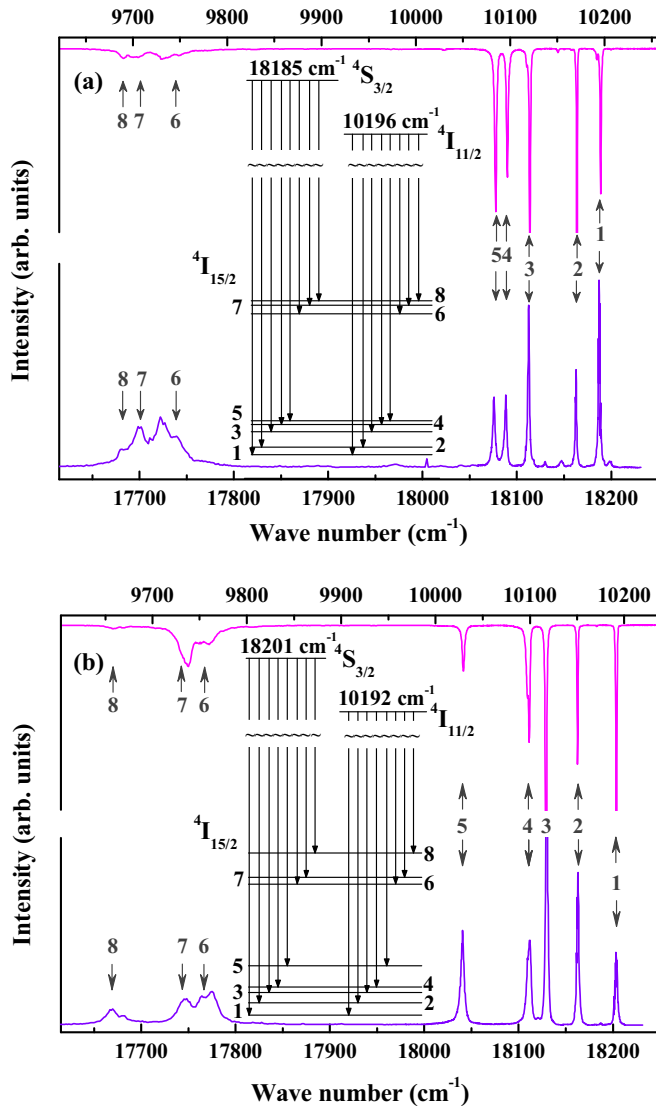 9700 9800 9900 10000 10100 10200
(a)
18185 cm⁻¹ ⁴S₃/₂
10196 cm⁻¹ ⁴I₁₁/₂
8 7 6
5 4 3 2 1
⁴I₁₅/₂
7 8
6
5 4
3 2
1
8 7 6
Intensity (arb. units)
17700 17800 17900 18000 18100 18200
Wave number (cm⁻¹)
9700 9800 9900 10000 10100 10200
(b)
18201 cm⁻¹ ⁴S₃/₂
10192 cm⁻¹ ⁴I₁₁/₂
8 7 6
5 4 3 2 1
⁴I₁₅/₂
8
7 6
5
4
3 2
1
8 7 6
Intensity (arb. units)
17700 17800 17900 18000 18100 18200
Wave number (cm⁻¹)